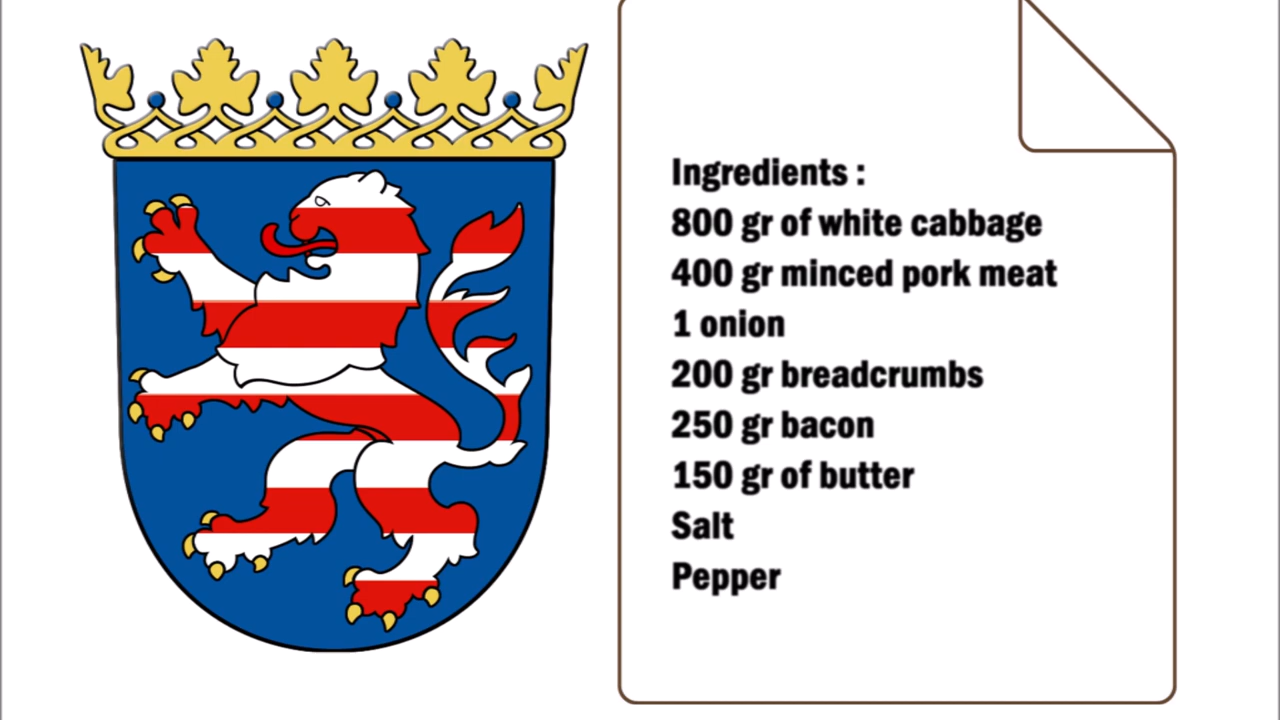 Ingredients :
800 gr of white cabbage
400 gr minced pork meat
1 onion
200 gr breadcrumbs
250 gr bacon
150 gr of butter
Salt
Pepper